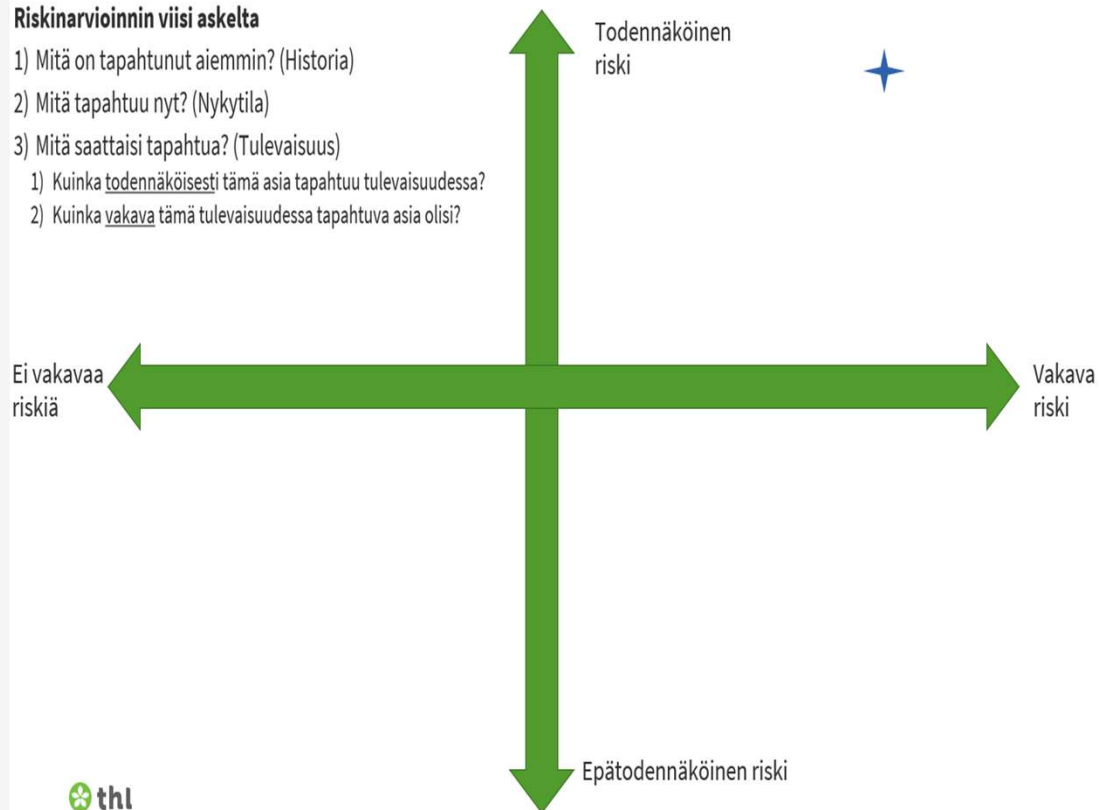 Riskinarvioinnin viisi askelta
1) Mitä on tapahtunut aiemmin? (Historia)
2) Mitä tapahtuu nyt? (Nykytila)
3) Mitä saattaisi tapahtua? (Tulevaisuus)
1) Kuinka todennäköisesti tämä asia tapahtuu tulevaisuudessa?
2) Kuinka vakava tämä tulevaisuudessa tapahtuva asia olisi?
Todennäköinen
riski
Ei vakavaa
riskiä
Vakava
riski
Epätodennäköinen riski
thl